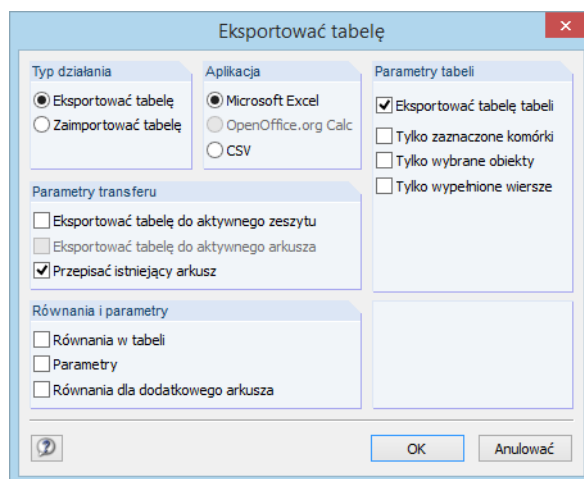 Eksportować tabelę
Typ działania
Eksportować tabelę
Zaimportować tabelę
Aplikacja
Microsoft Excel
OpenOffice.org Calc
CSV
Parametry tabeli
Eksportować tabelę tabeli
Tylko zaznaczone komórki
Tylko wybrane obiekty
Tylko wypełnione wiersze
Parametry transferu
Eksportować tabelę do aktywnego zeszytu
Eksportować tabelę do aktywnego arkusza
Przepisać istniejący arkusz
Równania i parametry
Równania w tabeli
Parametry
Równania dla dodatkowego arkusza
OK
Anulować